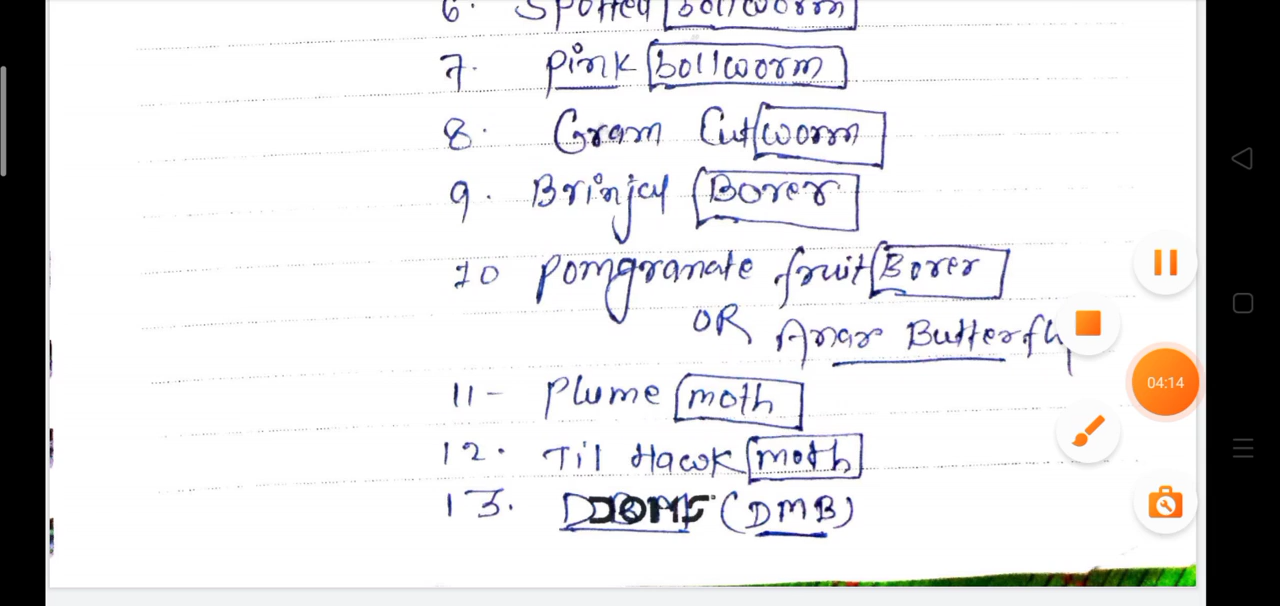 6. Spotted bollworm
7. Pink bollworm
8. Gram Cutworm
9. Brinjal Borer
10 Pomgranate fruit Borer
OR Anar Butterfly
11- Plume moth
12. Til Hawk moth
13. (DMB)
04:14